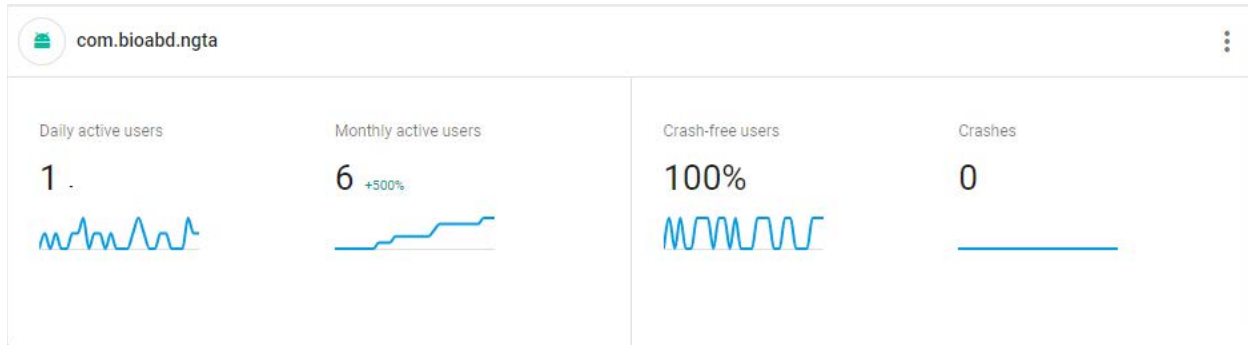 com.bioabd.ngta
Daily active users
1 -
Monthly active users
6 +500%
Crash-free users
100%
Crashes
0